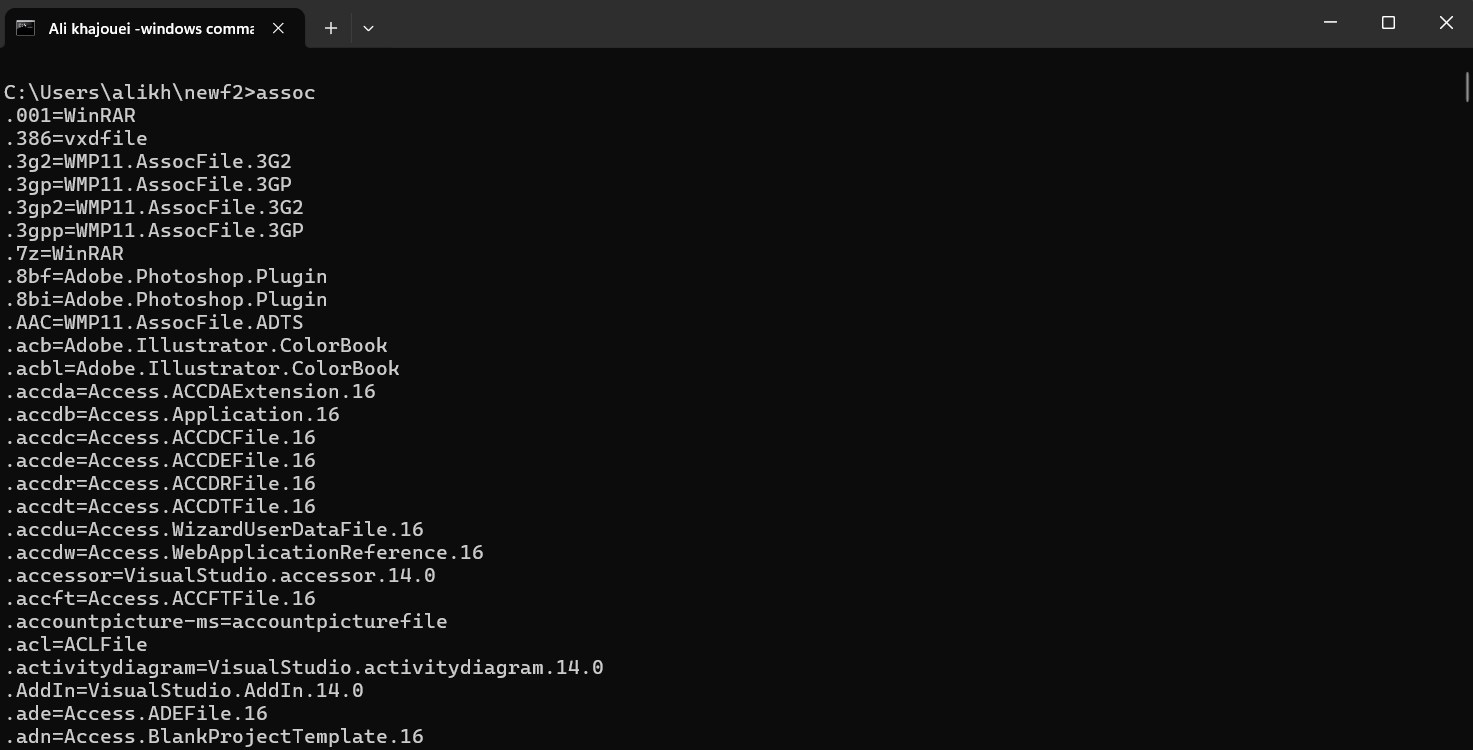 Ali khajouei -windows comma
C:\Users\alikh\newf2>assoc
.001=WinRAR
.386=vxdfile
.3g2=WMP11.AssocFile.3G2
.3gp=WMP11.AssocFile.3GP
.3gp2=WMP11.AssocFile.3G2
.3gpp=WMP11.AssocFile.3GP
.7z=WinRAR
.8bf=Adobe.Photoshop.Plugin
.8bi=Adobe.Photoshop.Plugin
.AAC=WMP11.AssocFile.ADTS
.acb=Adobe.Illustrator.ColorBook
.acbl=Adobe.Illustrator.ColorBook
.accda=Access.ACCDAExtension.16
.accdb=Access.Application.16
.accdc=Access.ACCDCFile.16
.accde=Access.ACCDEFile.16
.accdr=Access.ACCDRFile.16
.accdt=Access.ACCDTFile.16
.accdu=Access.WizardUserDataFile.16
.accdw=Access.WebApplicationReference.16
.accessor=VisualStudio.accessor.14.0
.accft=Access.ACCFTFile.16
.accountpicture-ms=accountpicturefile
.acl=ACLFile
.activitydiagram=VisualStudio.activitydiagram.14.0
.AddIn=VisualStudio.AddIn.14.0
.ade=Access.ADEFile.16
.adn=Access.BlankProjectTemplate.16